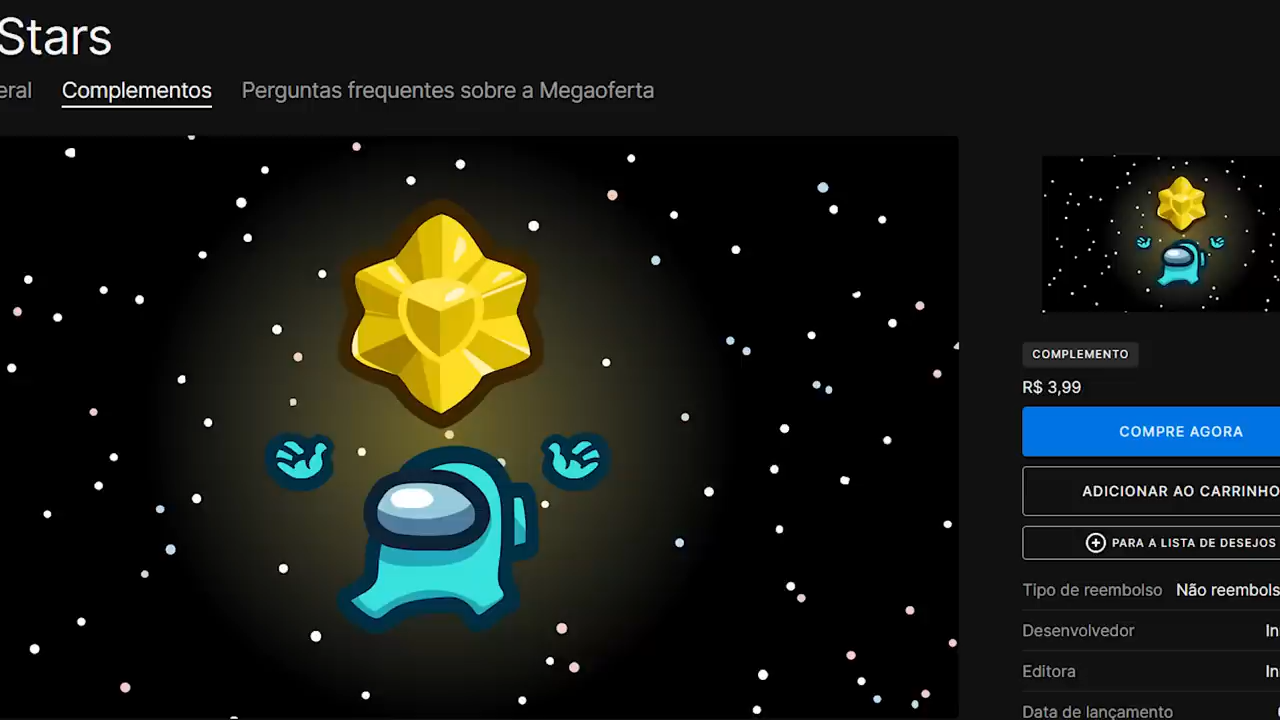 Stars
eral
Complementos
Perguntas frequentes sobre a Megaoferta
COMPLEMENTO
R$ 3,99
COMPRE AGORA
ADICIONAR AO CARRINHO
PARA A LISTA DE DESEJOS
Tipo de reembolso Não reembols
Desenvolvedor In
Editora In
Data de lançamento